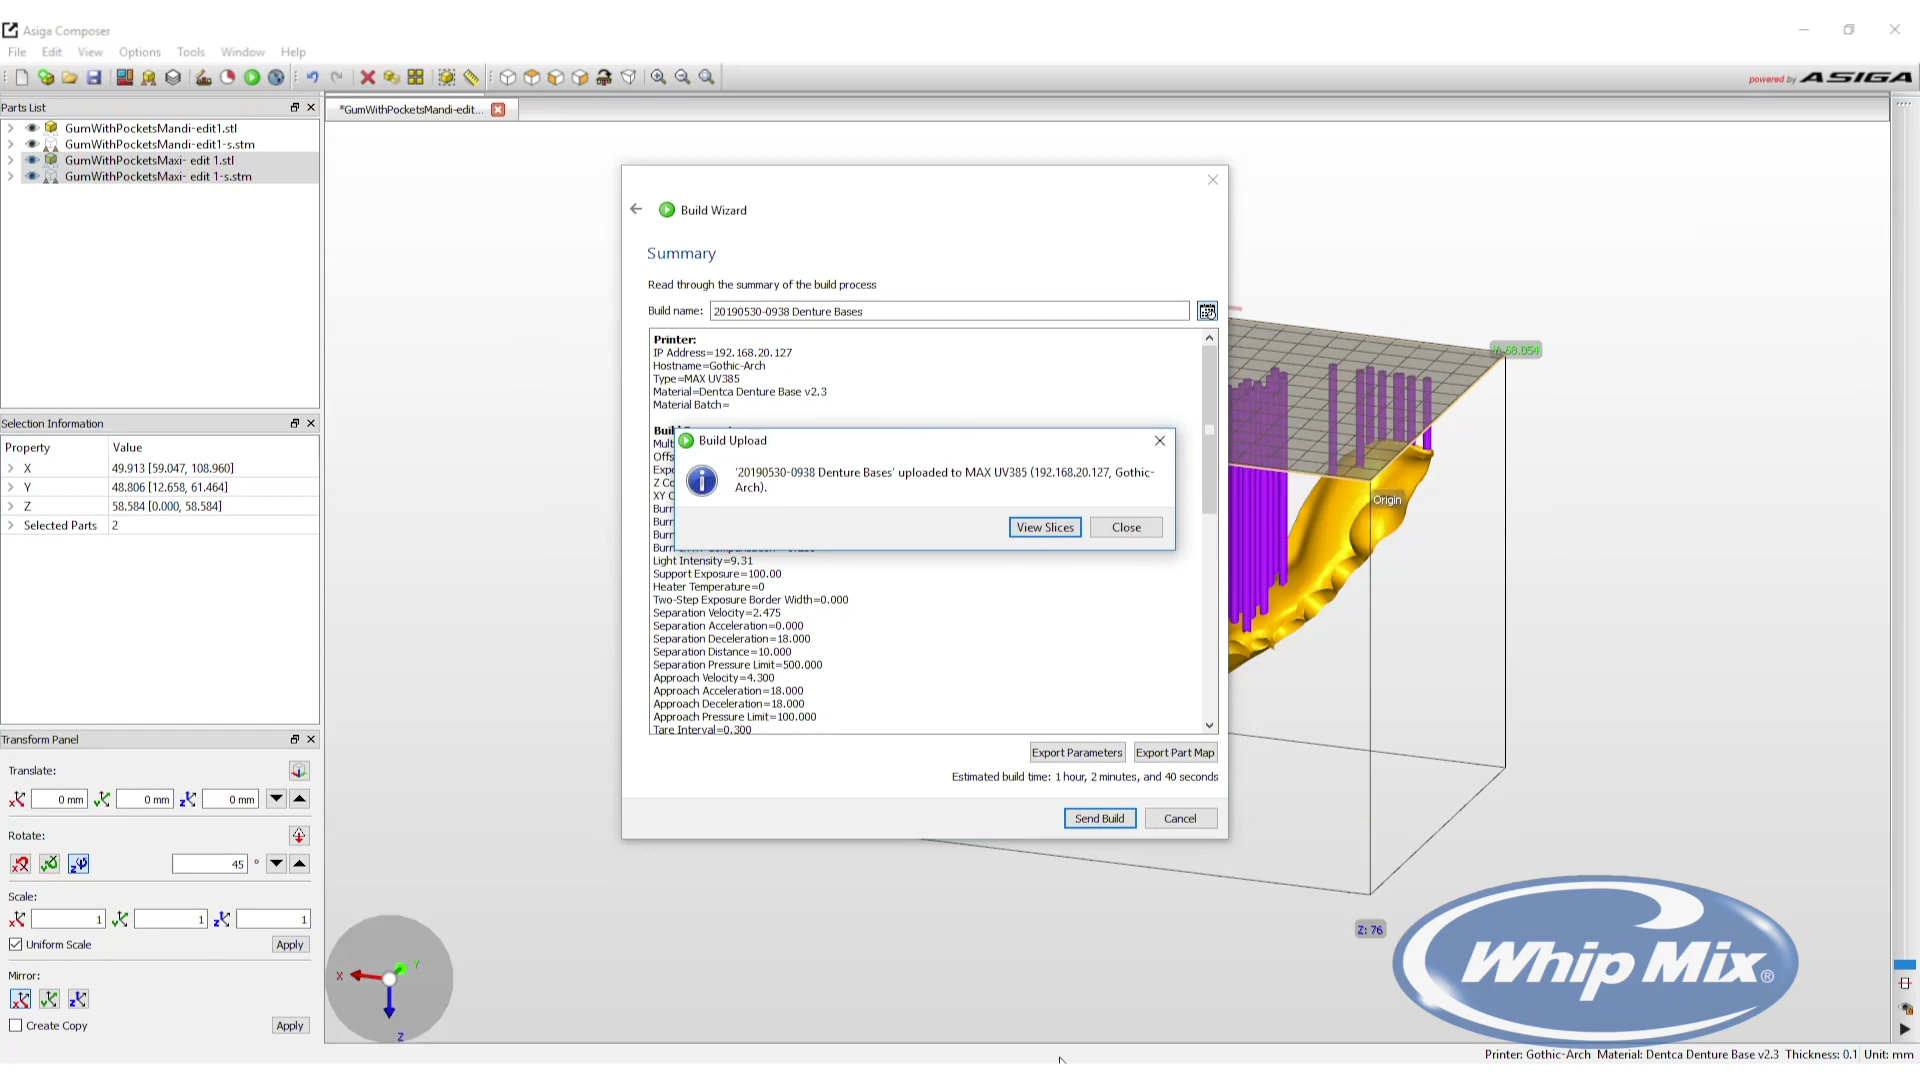 Asiga Composer
File Edit View Options Tools Window Help
powered by ASIGA
Parts List
*GumWithPocketsMandi-edit...
GumWithPocketsMandi-edit1.stl
GumWithPocketsMandi-edit1-s.stm
GumWithPocketsMaxi- edit 1.stl
GumWithPocketsMaxi- edit 1-s.stm
Selection Information
Property Value
X 49.913 [59.047, 108.960]
Y 48.806 [12.658, 61.464]
Z 58.584 [0.000, 58.584]
Selected Parts 2
Transform Panel
Translate:
0 mm 0 mm 0 mm
Rotate:
45 °
Scale:
1 1 1
Uniform Scale Apply
Mirror:
Create Copy Apply
Build Wizard
Summary
Read through the summary of the build process
Build name: 20190530-0938 Denture Bases
Printer:
IP Address=192.168.20.127
Hostname=Gothic-Arch
Type=MAX UV385
Material=Dentca Denture Base v2.3
Material Batch=
Build Upload
'20190530-0938 Denture Bases' uploaded to MAX UV385 (192.168.20.127, Gothic-
Arch).
View Slices Close
Light Intensity=9.31
Support Exposure=100.00
Heater Temperature=0
Two-Step Exposure Border Width=0.000
Separation Velocity=2.475
Separation Acceleration=0.000
Separation Deceleration=18.000
Separation Distance=10.000
Separation Pressure Limit=500.000
Approach Velocity=4.300
Approach Acceleration=18.000
Approach Deceleration=18.000
Approach Pressure Limit=100.000
Tare Interval=0.300
Export Parameters Export Part Map
Estimated build time: 1 hour, 2 minutes, and 40 seconds
Send Build Cancel
Origin
Z: 76
X Y Z
Whip Mix®
Printer: Gothic-Arch Material: Dentca Denture Base v2.3 Thickness: 0.1 Unit: mm